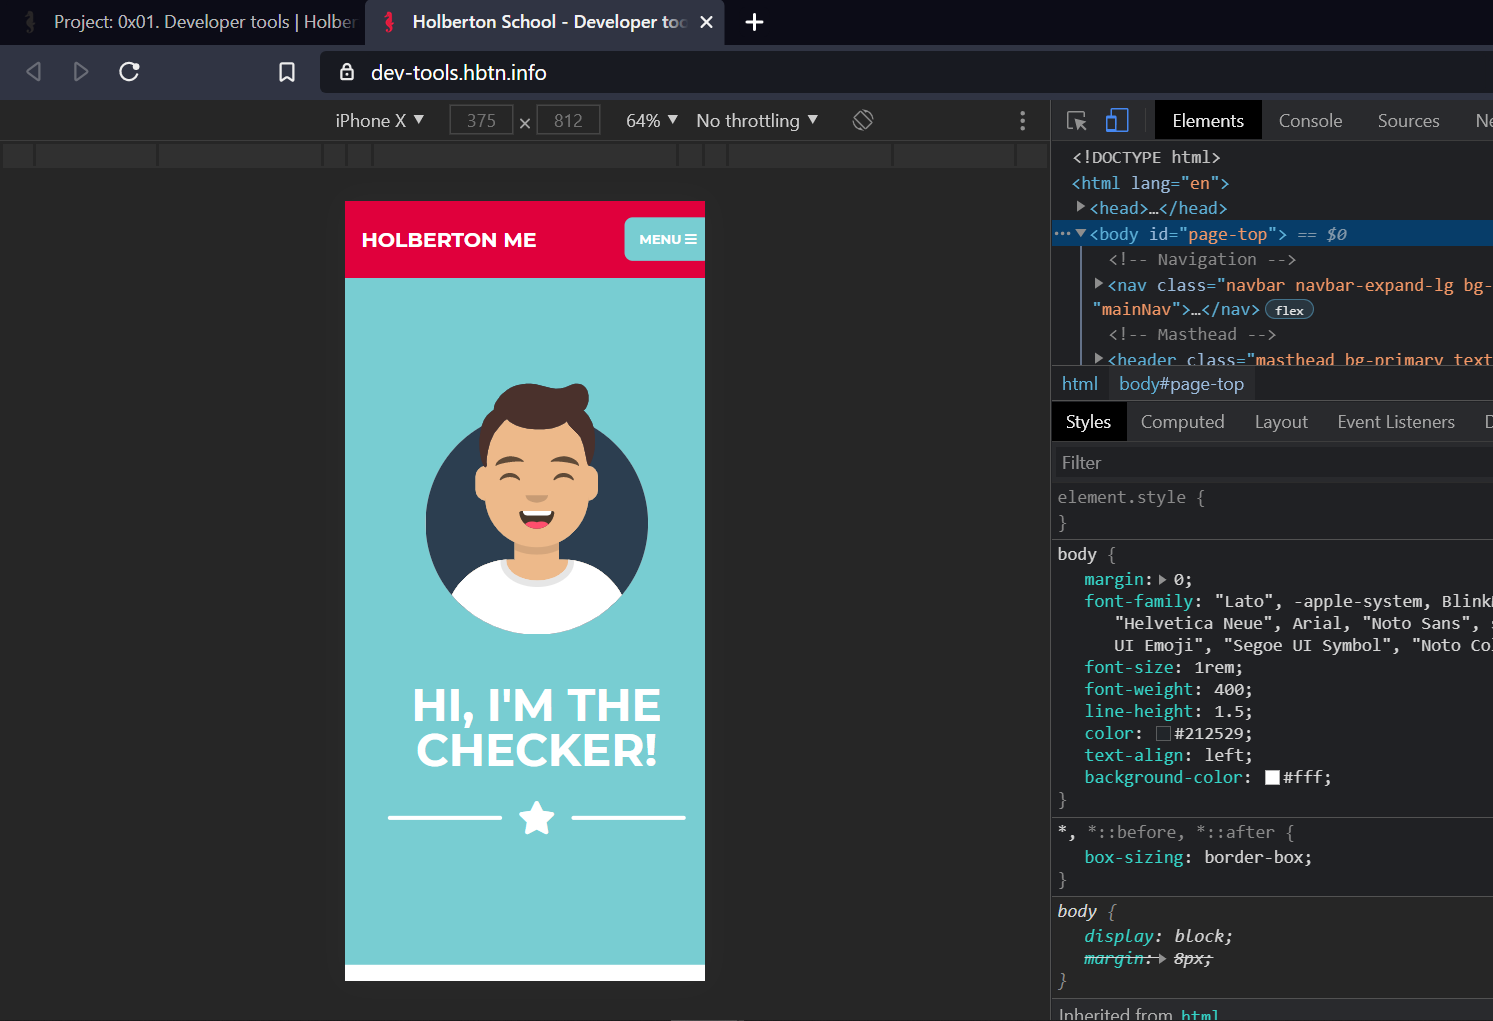 Project: 0x01. Developer tools | Holber
Holberton School - Developer too
dev-tools.hbtn.info
iPhone X 375 × 812 64% No throttling
Elements Console Sources Ne
<!DOCTYPE html>
<html lang="en">
<head>…</head>
<body id="page-top"> == $0
<!-- Navigation -->
<nav class="navbar navbar-expand-lg bg-
"mainNav">…</nav> flex
<!-- Masthead -->
<header class="masthead bg-primary text
html body#page-top
Styles Computed Layout Event Listeners D
Filter
element.style {
}
body {
margin: 0;
font-family: "Lato", -apple-system, Blink
"Helvetica Neue", Arial, "Noto Sans", s
UI Emoji", "Segoe UI Symbol", "Noto Co
font-size: 1rem;
font-weight: 400;
line-height: 1.5;
color: #212529;
text-align: left;
background-color: #fff;
}
*, *::before, *::after {
box-sizing: border-box;
}
body {
display: block;
margin: 8px;
}
Inherited from html
HOLBERTON ME
MENU
HI, I'M THE
CHECKER!